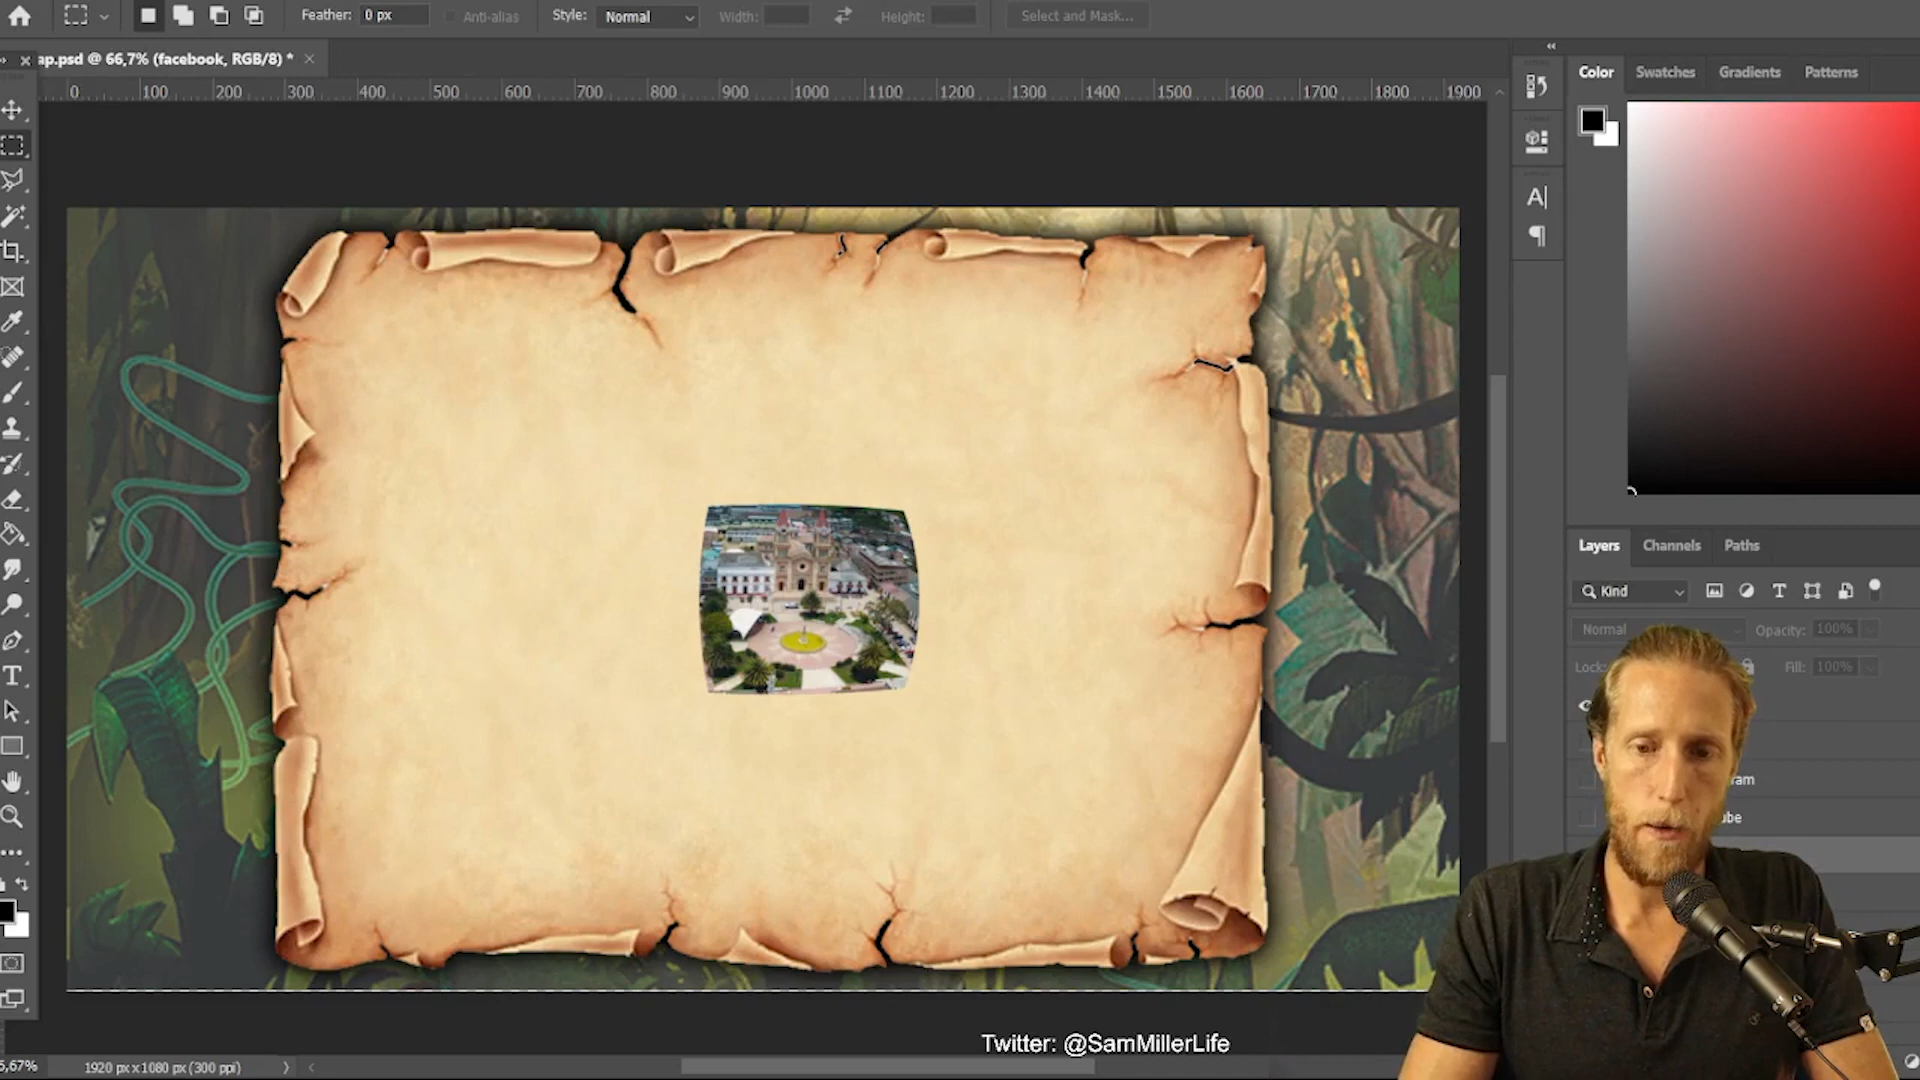 Feather: 0 px Anti-alias Style: Normal Width: Height: Select and Mask...
ap.psd @ 66,7% (facebook, RGB/8) *
0 100 200 300 400 500 600 700 800 900 1000 1100 1200 1300 1400 1500 1600 1700 1800 1900
Color Swatches Gradients Patterns
Layers Channels Paths
Kind
Normal Opacity: 100%
Lock: Fill: 100%
ram
ube
Twitter: @SamMillerLife
6,67% 1920 px x 1080 px (300 ppi)